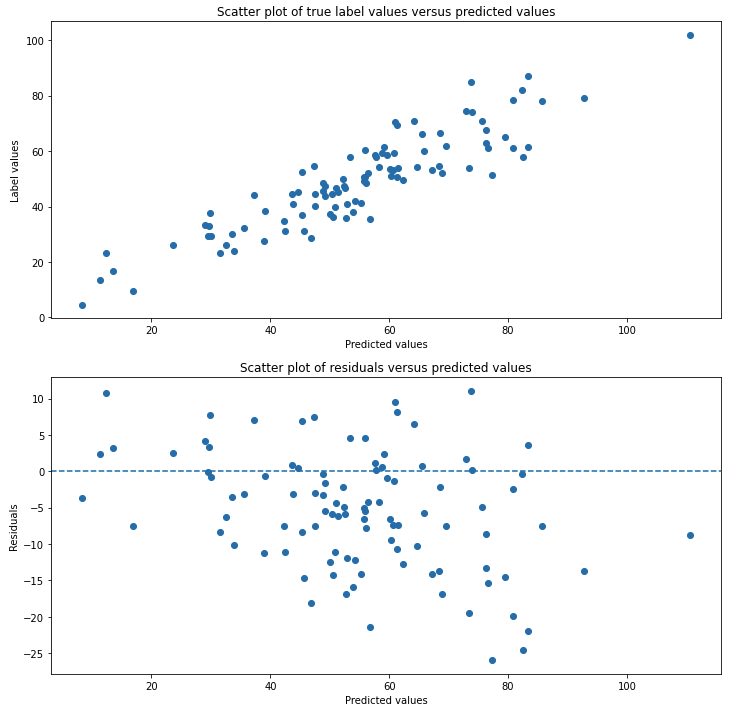 Scatter plot of true label values versus predicted values
100
80
60
40
20
0
Label values
20 40 60 80 100
Predicted values
Scatter plot of residuals versus predicted values
10
5
0
−5
−10
−15
−20
−25
Residuals
20 40 60 80 100
Predicted values